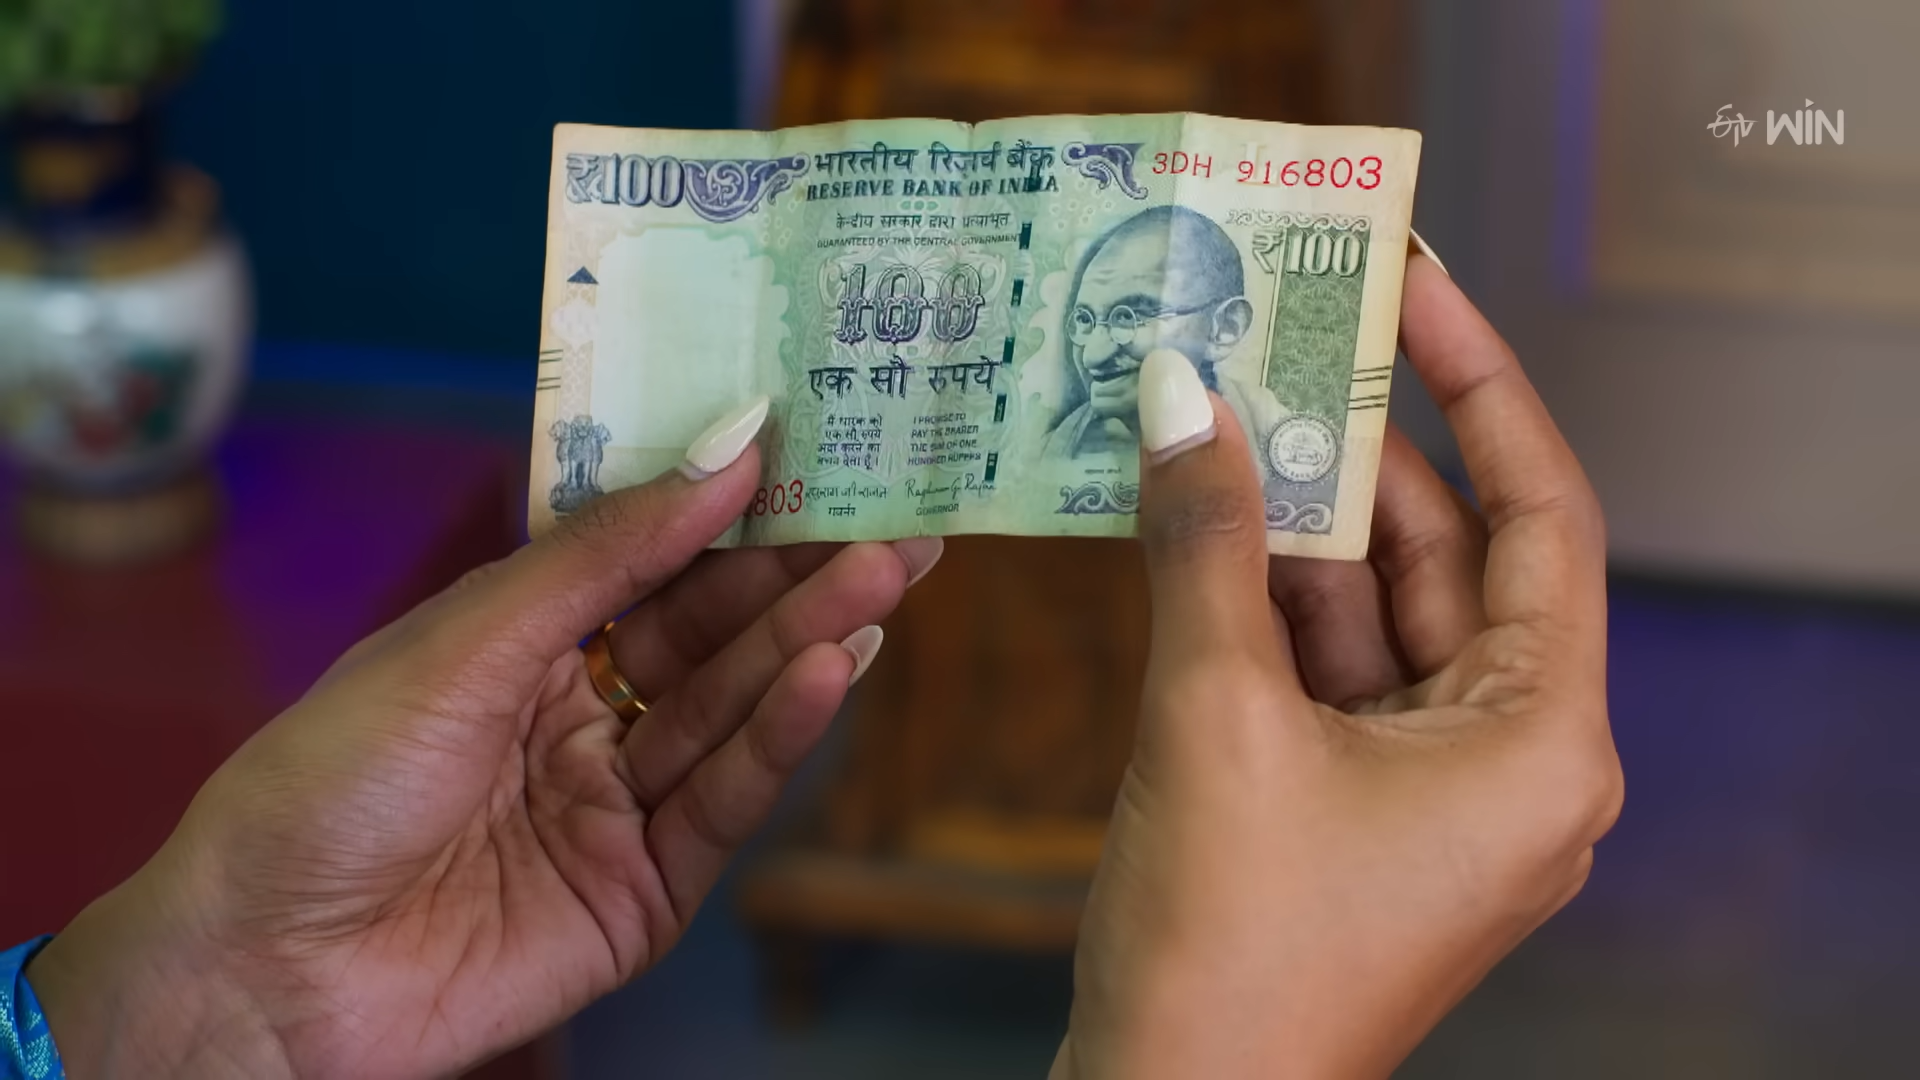 ETV WIN
₹100 भारतीय रिज़र्व बैंक 3DH 916803
RESERVE BANK OF INDIA
केन्द्रीय सरकार द्वारा प्रत्याभूत
GUARANTEED BY THE CENTRAL GOVERNMENT
₹100
100
एक सौ रुपये
मैं धारक को
एक सौ रुपये
अदा करने का
वचन देता हूँ।
I PROMISE TO
PAY THE BEARER
THE SUM OF ONE
HUNDRED RUPEES
803
गवर्नर
GOVERNOR